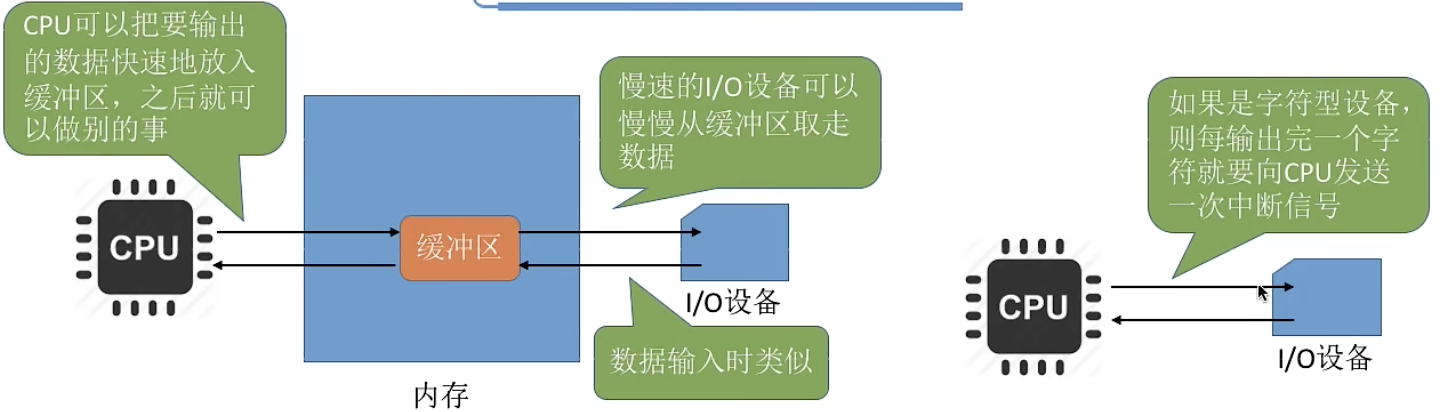 CPU可以把要输出
的数据快速地放入
缓冲区，之后就可
以做别的事
慢速的I/O设备可以
慢慢从缓冲区取走
数据
如果是字符型设备，
则每输出完一个字
符就要向CPU发送
一次中断信号
CPU
缓冲区
I/O设备
数据输入时类似
内存
CPU
I/O设备